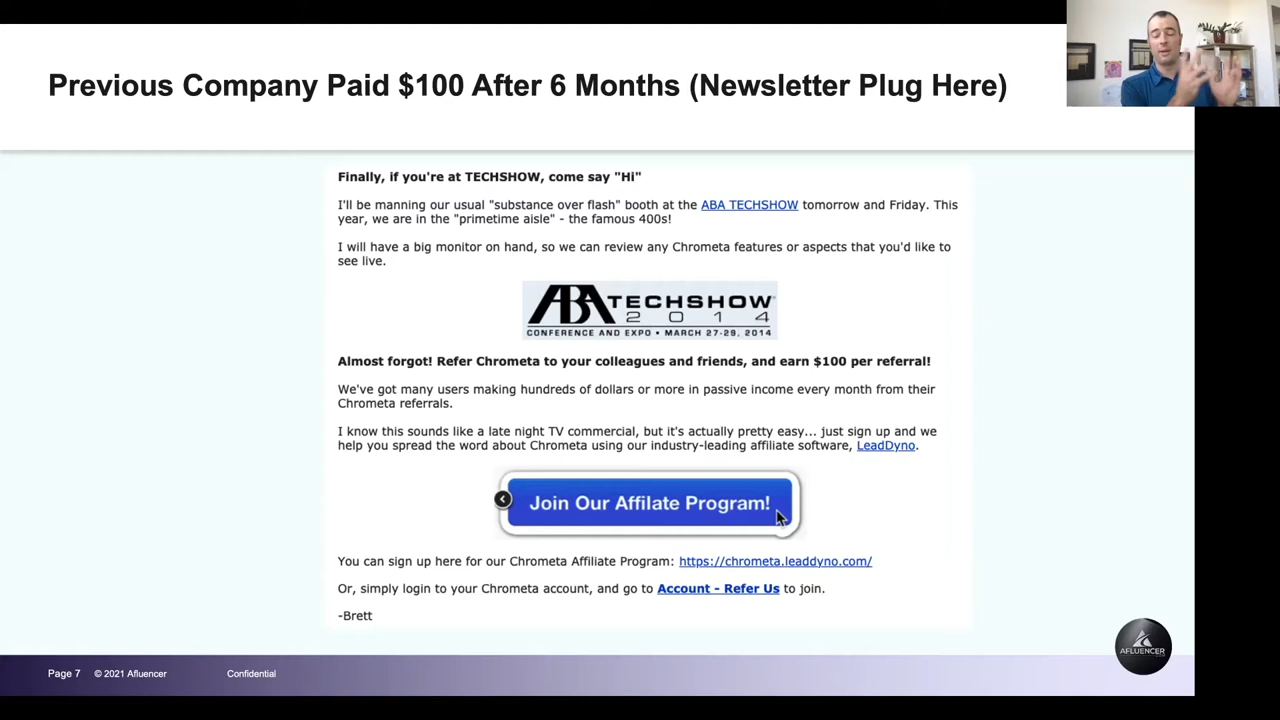 Previous Company Paid $100 After 6 Months (Newsletter Plug Here)
Finally, if you're at TECHSHOW, come say "Hi"
I'll be manning our usual "substance over flash" booth at the ABA TECHSHOW tomorrow and Friday. This
year, we are in the "primetime aisle" - the famous 400s!
I will have a big monitor on hand, so we can review any Chrometa features or aspects that you'd like to
see live.
ABA TECHSHOW
2014
CONFERENCE AND EXPO • MARCH 27-29, 2014
Almost forgot! Refer Chrometa to your colleagues and friends, and earn $100 per referral!
We've got many users making hundreds of dollars or more in passive income every month from their
Chrometa referrals.
I know this sounds like a late night TV commercial, but it's actually pretty easy... just sign up and we
help you spread the word about Chrometa using our industry-leading affiliate software, LeadDyno.
Join Our Affilate Program!
You can sign up here for our Chrometa Affiliate Program: https://chrometa.leaddyno.com/
Or, simply login to your Chrometa account, and go to Account - Refer Us to join.
-Brett
AFLUENCER
Page 7 © 2021 Afluencer Confidential